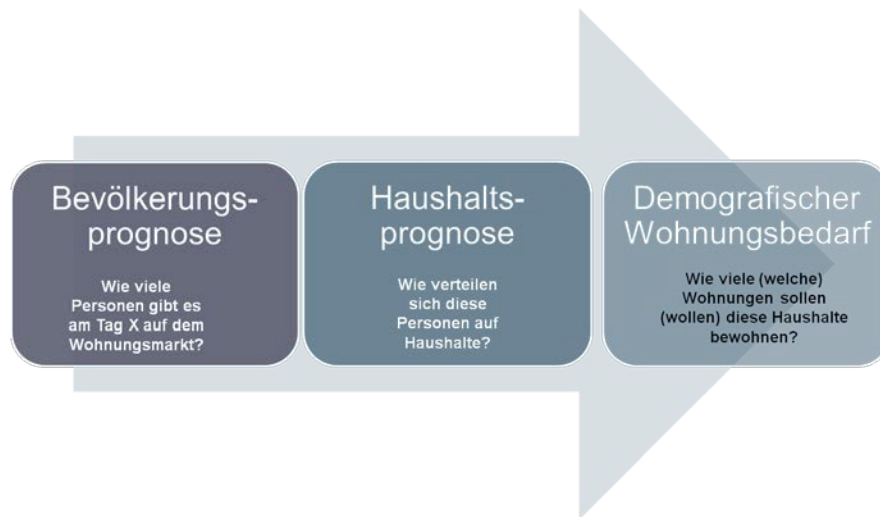 Bevölkerungs-
prognose
Wie viele
Personen gibt es
am Tag X auf dem
Wohnungsmarkt?
Haushalts-
prognose
Wie verteilen
sich diese
Personen auf
Haushalte?
Demografischer
Wohnungsbedarf
Wie viele (welche)
Wohnungen sollen
(wollen) diese Haushalte
bewohnen?